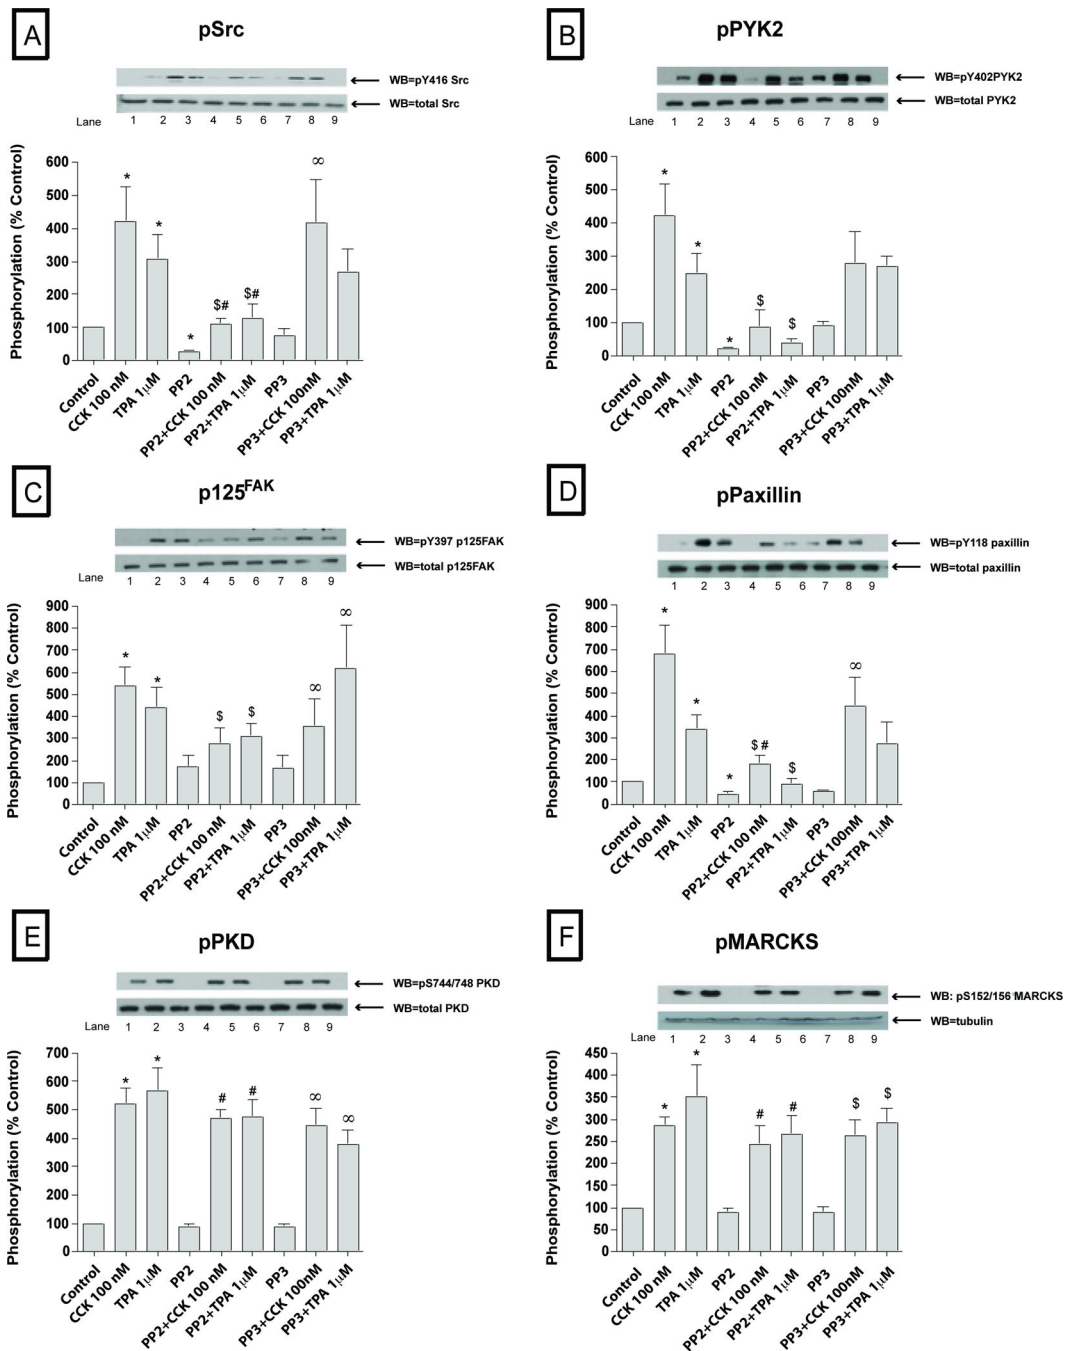 A
pSrc
WB=pY416 Src
WB=total Src
Lane
1 2 3 4 5 6 7 8 9
Phosphorylation (% Control)
600
500
400
300
200
100
0
* * * $# $# ∞
Control
CCK 100 nM
TPA 1μM
PP2
PP2+CCK 100 nM
PP2+TPA 1μM
PP3
PP3+CCK 100nM
PP3+TPA 1μM
B
pPYK2
WB=pY402PYK2
WB=total PYK2
Lane
1 2 3 4 5 6 7 8 9
Phosphorylation (% Control)
600
500
400
300
200
100
0
* * * $ $
Control
CCK 100 nM
TPA 1μM
PP2
PP2+CCK 100 nM
PP2+TPA 1μM
PP3
PP3+CCK 100nM
PP3+TPA 1μM
C
p125FAK
WB=pY397 p125FAK
WB=total p125FAK
Lane
1 2 3 4 5 6 7 8 9
Phosphorylation (% Control)
900
800
700
600
500
400
300
200
100
0
* * $ $ ∞ ∞
Control
CCK 100 nM
TPA 1μM
PP2
PP2+CCK 100 nM
PP2+TPA 1μM
PP3
PP3+CCK 100nM
PP3+TPA 1μM
D
pPaxillin
WB=pY118 paxillin
WB=total paxillin
Lane
1 2 3 4 5 6 7 8 9
Phosphorylation (% Control)
900
800
700
600
500
400
300
200
100
0
* * * $ # $ ∞
Control
CCK 100 nM
TPA 1μM
PP2
PP2+CCK 100 nM
PP2+TPA 1μM
PP3
PP3+CCK 100nM
PP3+TPA 1μM
E
pPKD
WB=pS744/748 PKD
WB=total PKD
Lane
1 2 3 4 5 6 7 8 9
Phosphorylation (% Control)
700
600
500
400
300
200
100
0
* * # # ∞ ∞
Control
CCK 100 nM
TPA 1μM
PP2
PP2+CCK 100 nM
PP2+TPA 1μM
PP3
PP3+CCK 100nM
PP3+TPA 1μM
F
pMARCKS
WB: pS152/156 MARCKS
WB=tubulin
Lane
1 2 3 4 5 6 7 8 9
Phosphorylation (% Control)
450
400
350
300
250
200
150
100
50
0
* * # # $ $
Control
CCK 100 nM
TPA 1μM
PP2
PP2+CCK 100 nM
PP2+TPA 1μM
PP3
PP3+CCK 100nM
PP3+TPA 1μM